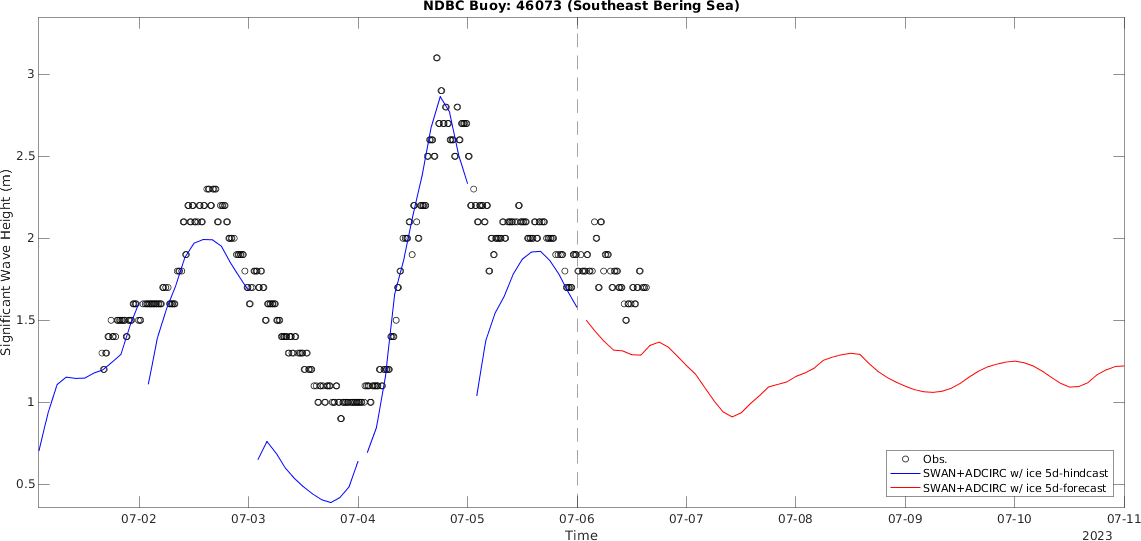 NDBC Buoy: 46073 (Southeast Bering Sea)
Significant Wave Height (m)
3
2.5
2
1.5
1
0.5
Obs.
SWAN+ADCIRC w/ ice 5d-hindcast
SWAN+ADCIRC w/ ice 5d-forecast
07-02 07-03 07-04 07-05 07-06 07-07 07-08 07-09 07-10 07-11
Time
2023